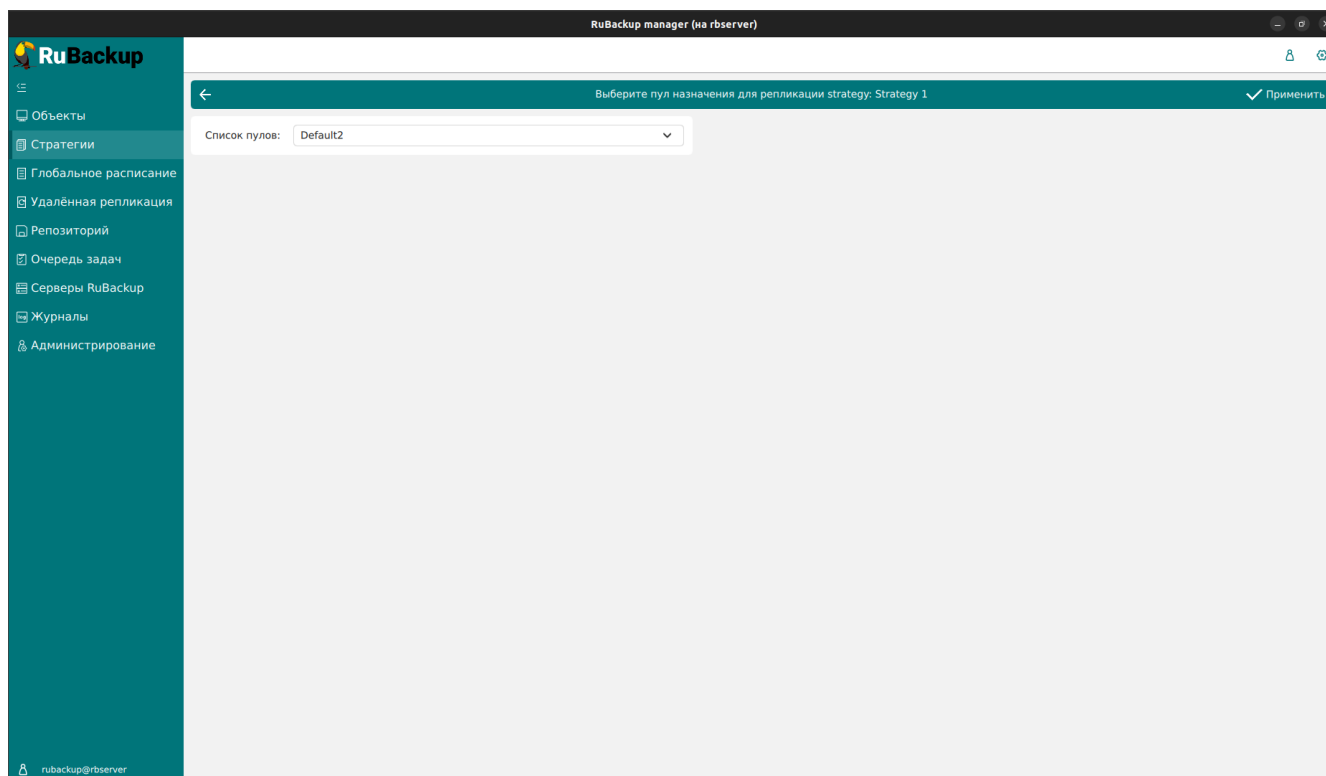 RuBackup manager (на rbserver)
RuBackup
Выберите пул назначения для репликации strategy: Strategy 1
Применить
Объекты
Список пулов: Default2
Стратегии
Глобальное расписание
Удалённая репликация
Репозиторий
Очередь задач
Серверы RuBackup
Журналы
Администрирование
rubackup@rbserver